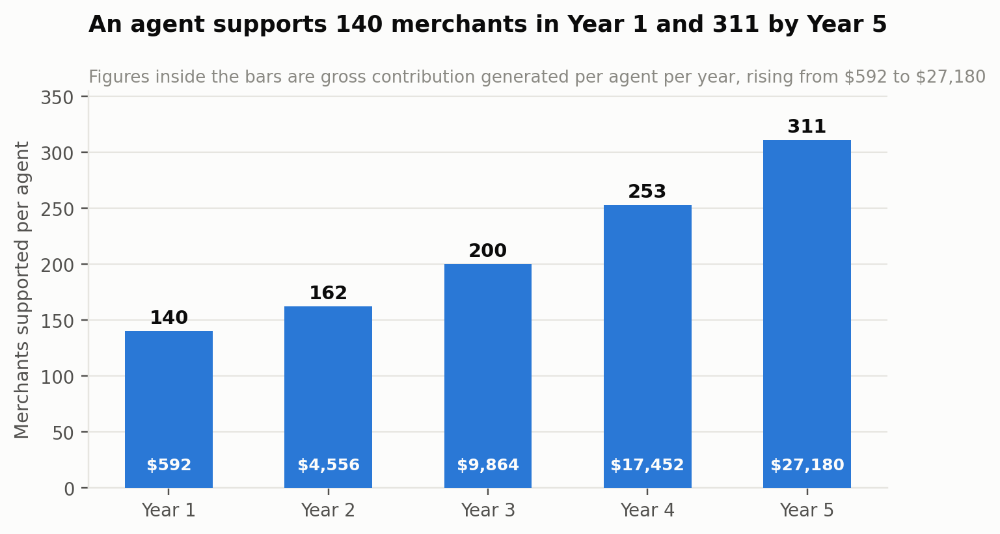 An agent supports 140 merchants in Year 1 and 311 by Year 5
Figures inside the bars are gross contribution generated per agent per year, rising from $592 to $27,180
Merchants supported per agent
350
300
250
200
150
100
50
0
140
162
200
253
311
$592
$4,556
$9,864
$17,452
$27,180
Year 1
Year 2
Year 3
Year 4
Year 5